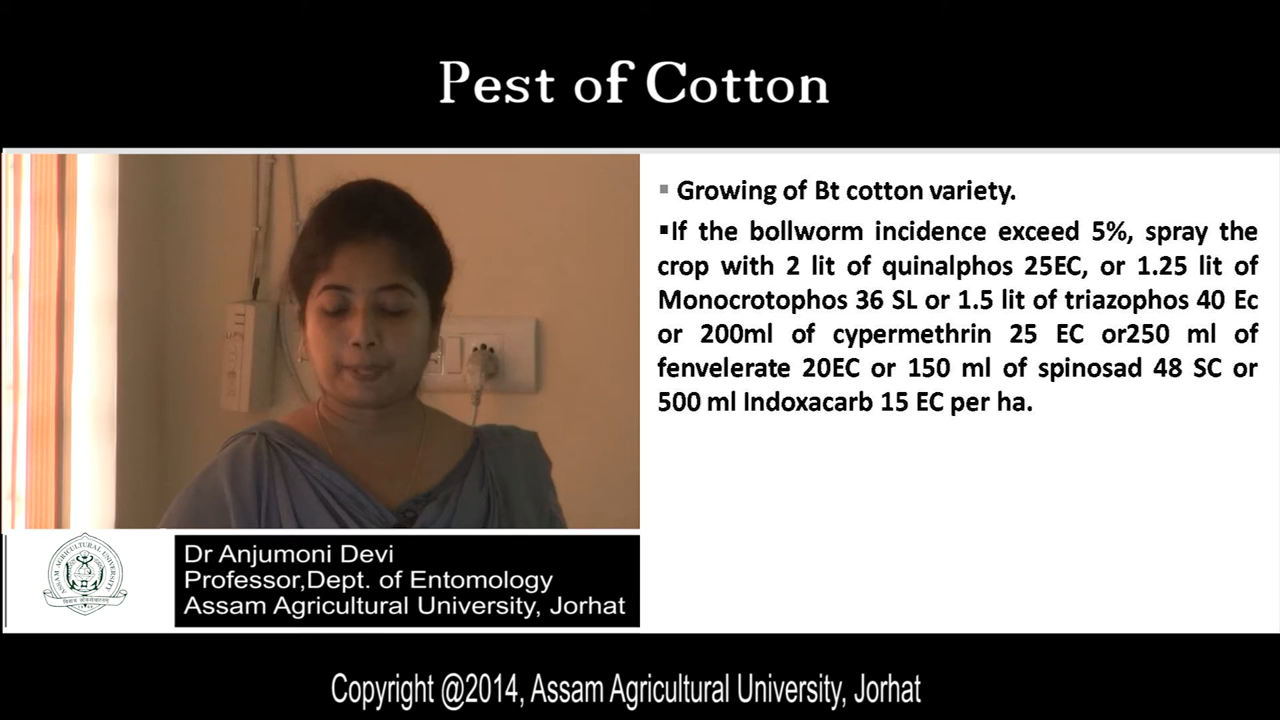 Pest of Cotton
▪ Growing of Bt cotton variety.
▪If the bollworm incidence exceed 5%, spray the
crop with 2 lit of quinalphos 25EC, or 1.25 lit of
Monocrotophos 36 SL or 1.5 lit of triazophos 40 Ec
or 200ml of cypermethrin 25 EC or250 ml of
fenvelerate 20EC or 150 ml of spinosad 48 SC or
500 ml Indoxacarb 15 EC per ha.
ASSAM AGRICULTURAL UNIVERSITY
Dr Anjumoni Devi
Professor,Dept. of Entomology
Assam Agricultural University, Jorhat
Copyright @2014, Assam Agricultural University, Jorhat